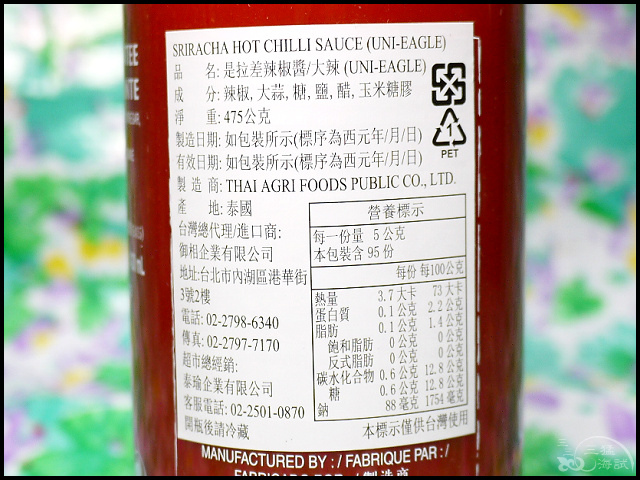 SRIRACHA HOT CHILLI SAUCE (UNI-EAGLE)
品 名: 是拉差辣椒醬/大辣 (UNI-EAGLE)
成 分: 辣椒, 大蒜, 糖, 鹽, 醋, 玉米糖膠
淨 重: 475公克
製造日期: 如包裝所示(標序為西元年/月/日)
有效日期: 如包裝所示(標序為西元年/月/日)
製 造 商: THAI AGRI FOODS PUBLIC CO., LTD.
產 地: 泰國
台灣總代理/進口商:
御相企業有限公司
地址:台北市內湖區港華街
3號2樓
電話: 02-2798-6340
傳真: 02-2797-7170
超市總經銷:
泰瑜企業有限公司
客服電話: 02-2501-0870
開瓶後請冷藏
PET
營養標示
每一份量 5公克
本包裝含 95份
每份 每100公克
熱量 3.7 大卡 73 大卡
蛋白質 0.1 公克 2.2 公克
脂肪 0.1 公克 1.4 公克
飽和脂肪 0 公克 0 公克
反式脂肪 0 公克 0 公克
碳水化合物 0.6 公克 12.8 公克
糖 0.6 公克 12.8 公克
鈉 88 毫克 1754 毫克
本標示僅供台灣使用
MANUFACTURED BY : / FABRIQUE PAR : /